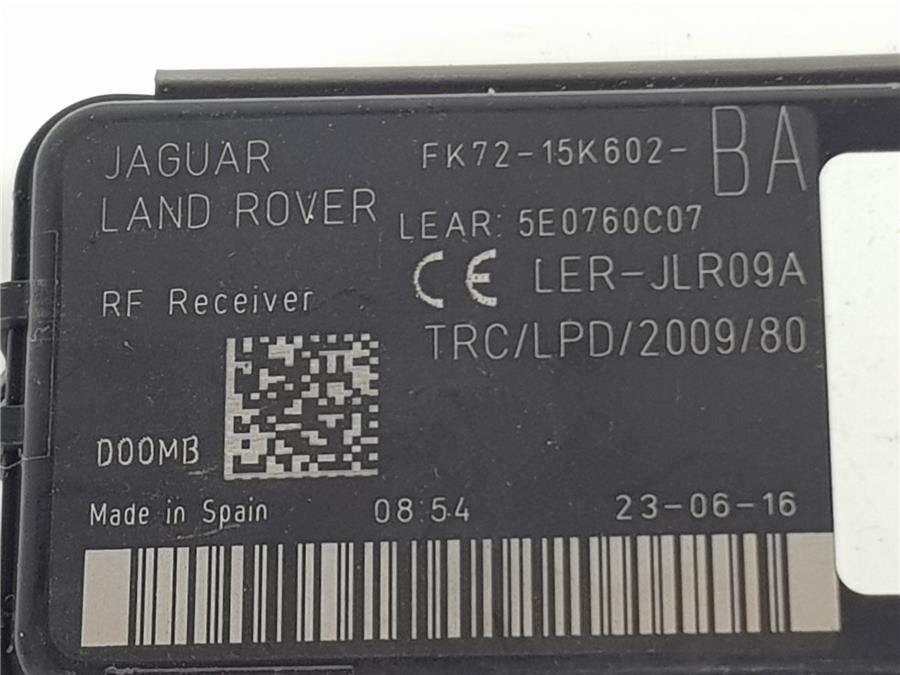 JAGUAR
LAND ROVER
FK72-15K602-BA
LEAR: 5E0760C07
CE LER-JLR09A
RF Receiver
TRC/LPD/2009/80
D00MB
Made in Spain 08:54 23-06-16